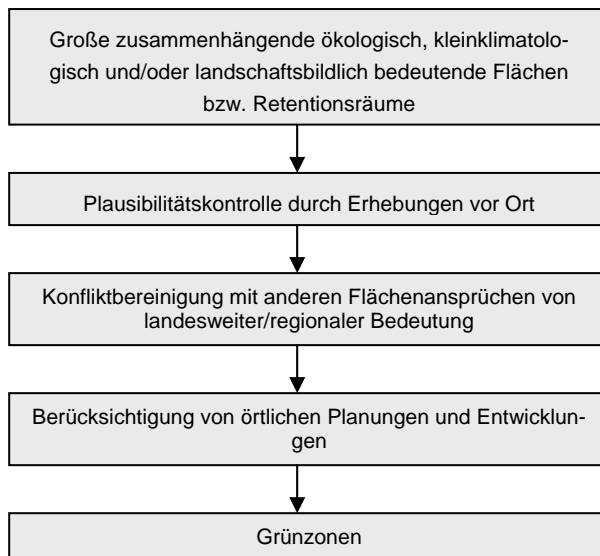 Große zusammenhängende ökologisch, kleinklimatolo-
gisch und/oder landschaftsbildlich bedeutende Flächen
bzw. Retentionsräume
Plausibilitätskontrolle durch Erhebungen vor Ort
Konfliktbereinigung mit anderen Flächenansprüchen von
landesweiter/regionaler Bedeutung
Berücksichtigung von örtlichen Planungen und Entwicklun-
gen
Grünzonen